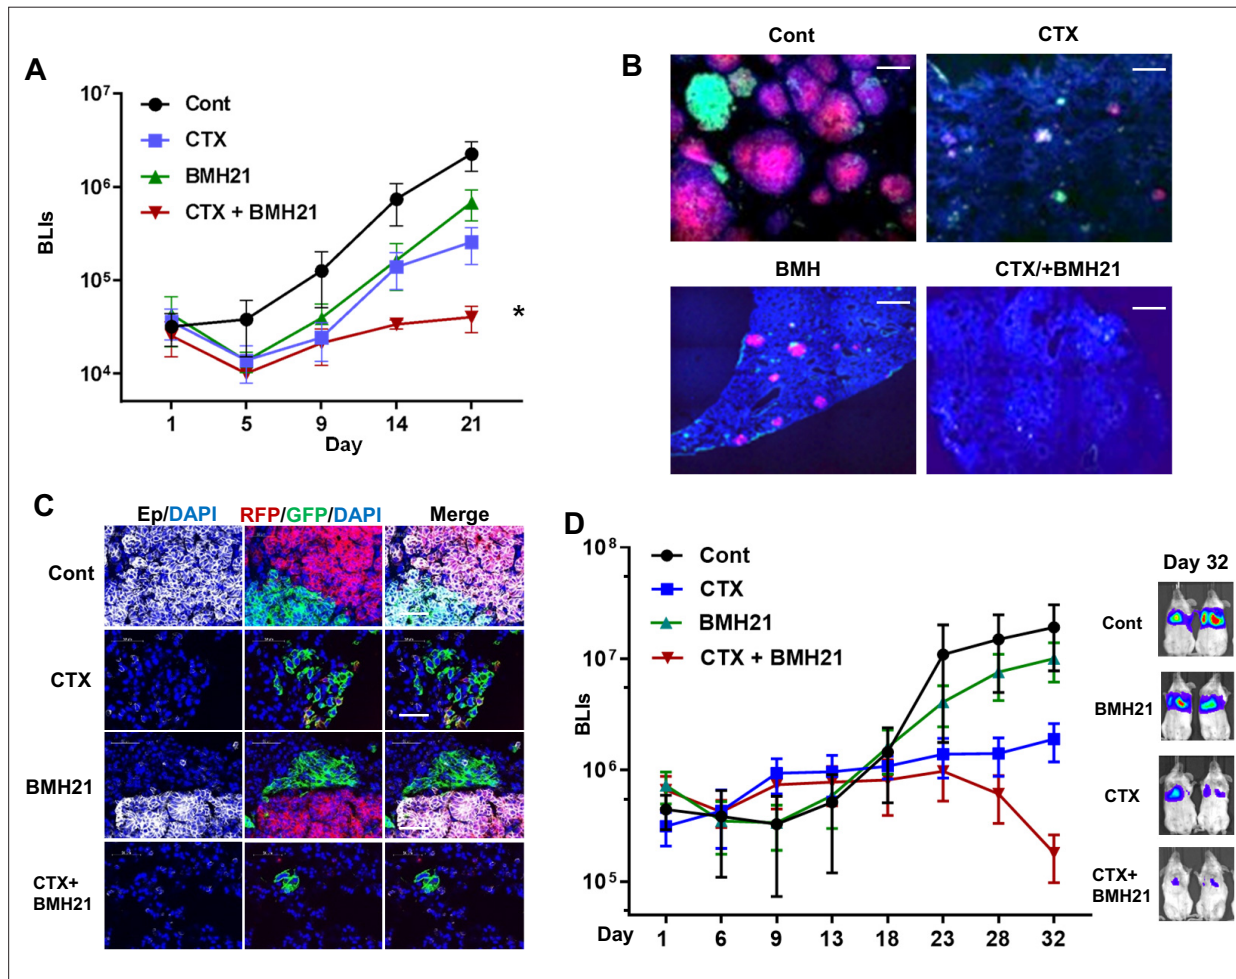 A
10⁷
10⁶
10⁵
10⁴
BLIs
Cont
CTX
BMH21
CTX + BMH21
*
1 5 9 14 21
Day
B
Cont CTX
BMH CTX/+BMH21
C
Ep/DAPI RFP/GFP/DAPI Merge
Cont
CTX
BMH21
CTX+
BMH21
D
10⁸
10⁷
10⁶
10⁵
BLIs
Cont
CTX
BMH21
CTX + BMH21
Day 1 6 9 13 18 23 28 32
Day 32
Cont
BMH21
CTX
CTX+
BMH21